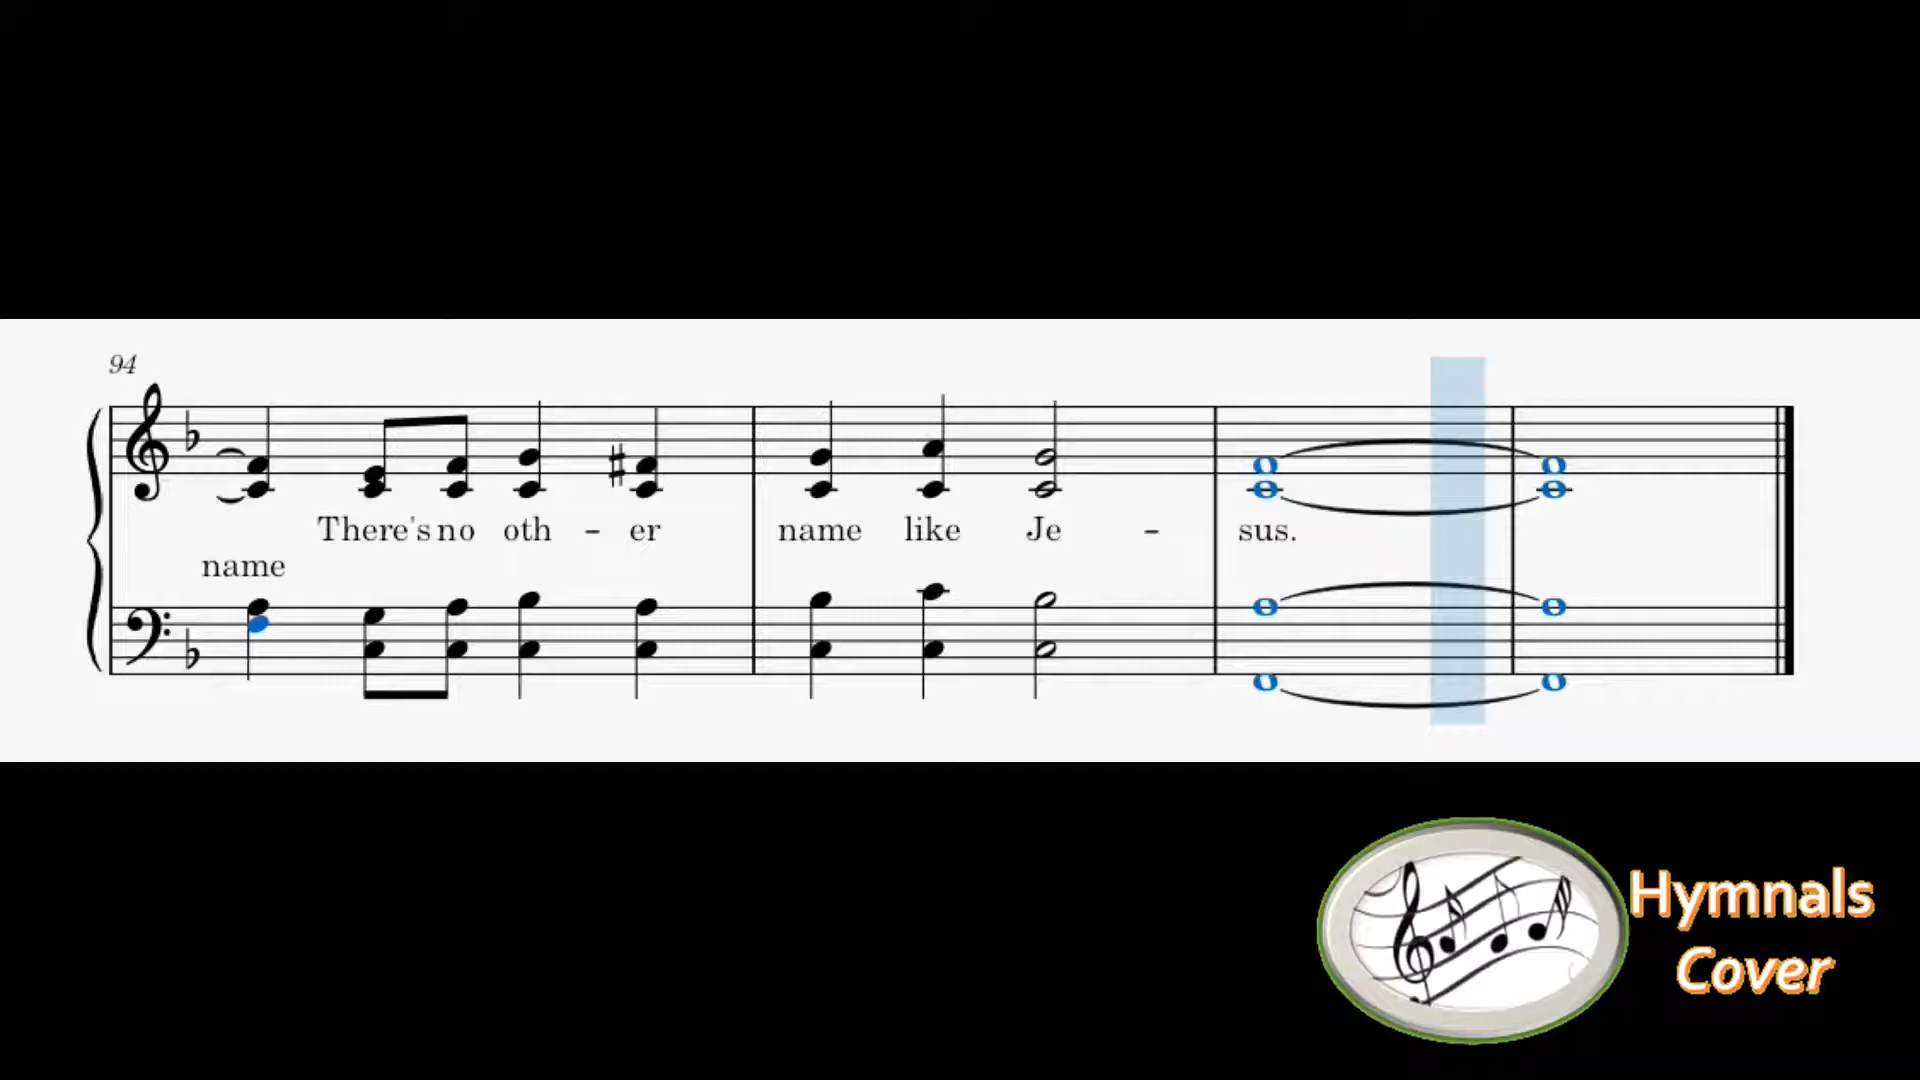 94
There's no oth - er name like Je - sus.
name
Hymnals
Cover